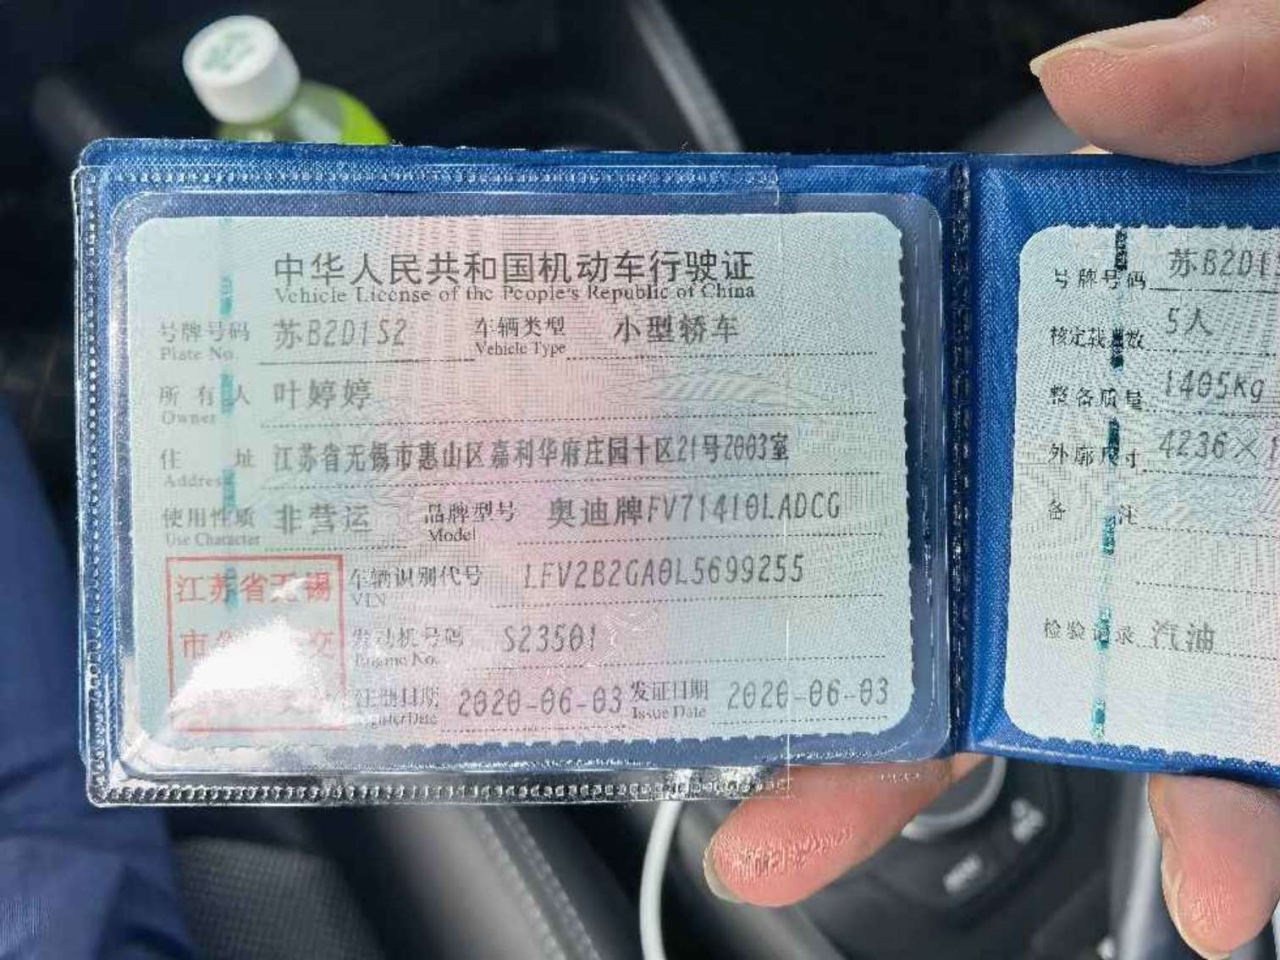 中华人民共和国机动车行驶证
Vehicle License of the People's Republic of China
号牌号码 苏B2D1S2 车辆类型 小型轿车
Plate No. Vehicle Type
所有人 叶婷婷
Owner
住址 江苏省无锡市惠山区嘉利华府庄园十区21号2003室
Address
使用性质 非营运 品牌型号 奥迪牌FV71410LADCG
Use Character Model
江苏省无锡
市 交
车辆识别代号 LFV2B2GA0L5699255
VIN
发动机号码 S23501
Engine No.
注册日期 2020-06-03 发证日期 2020-06-03
Register Date Issue Date
号牌号码 苏B2D1
核定载人数 5人
整备质量 1405kg
外廓尺寸 4236×
备注
检验记录 汽油